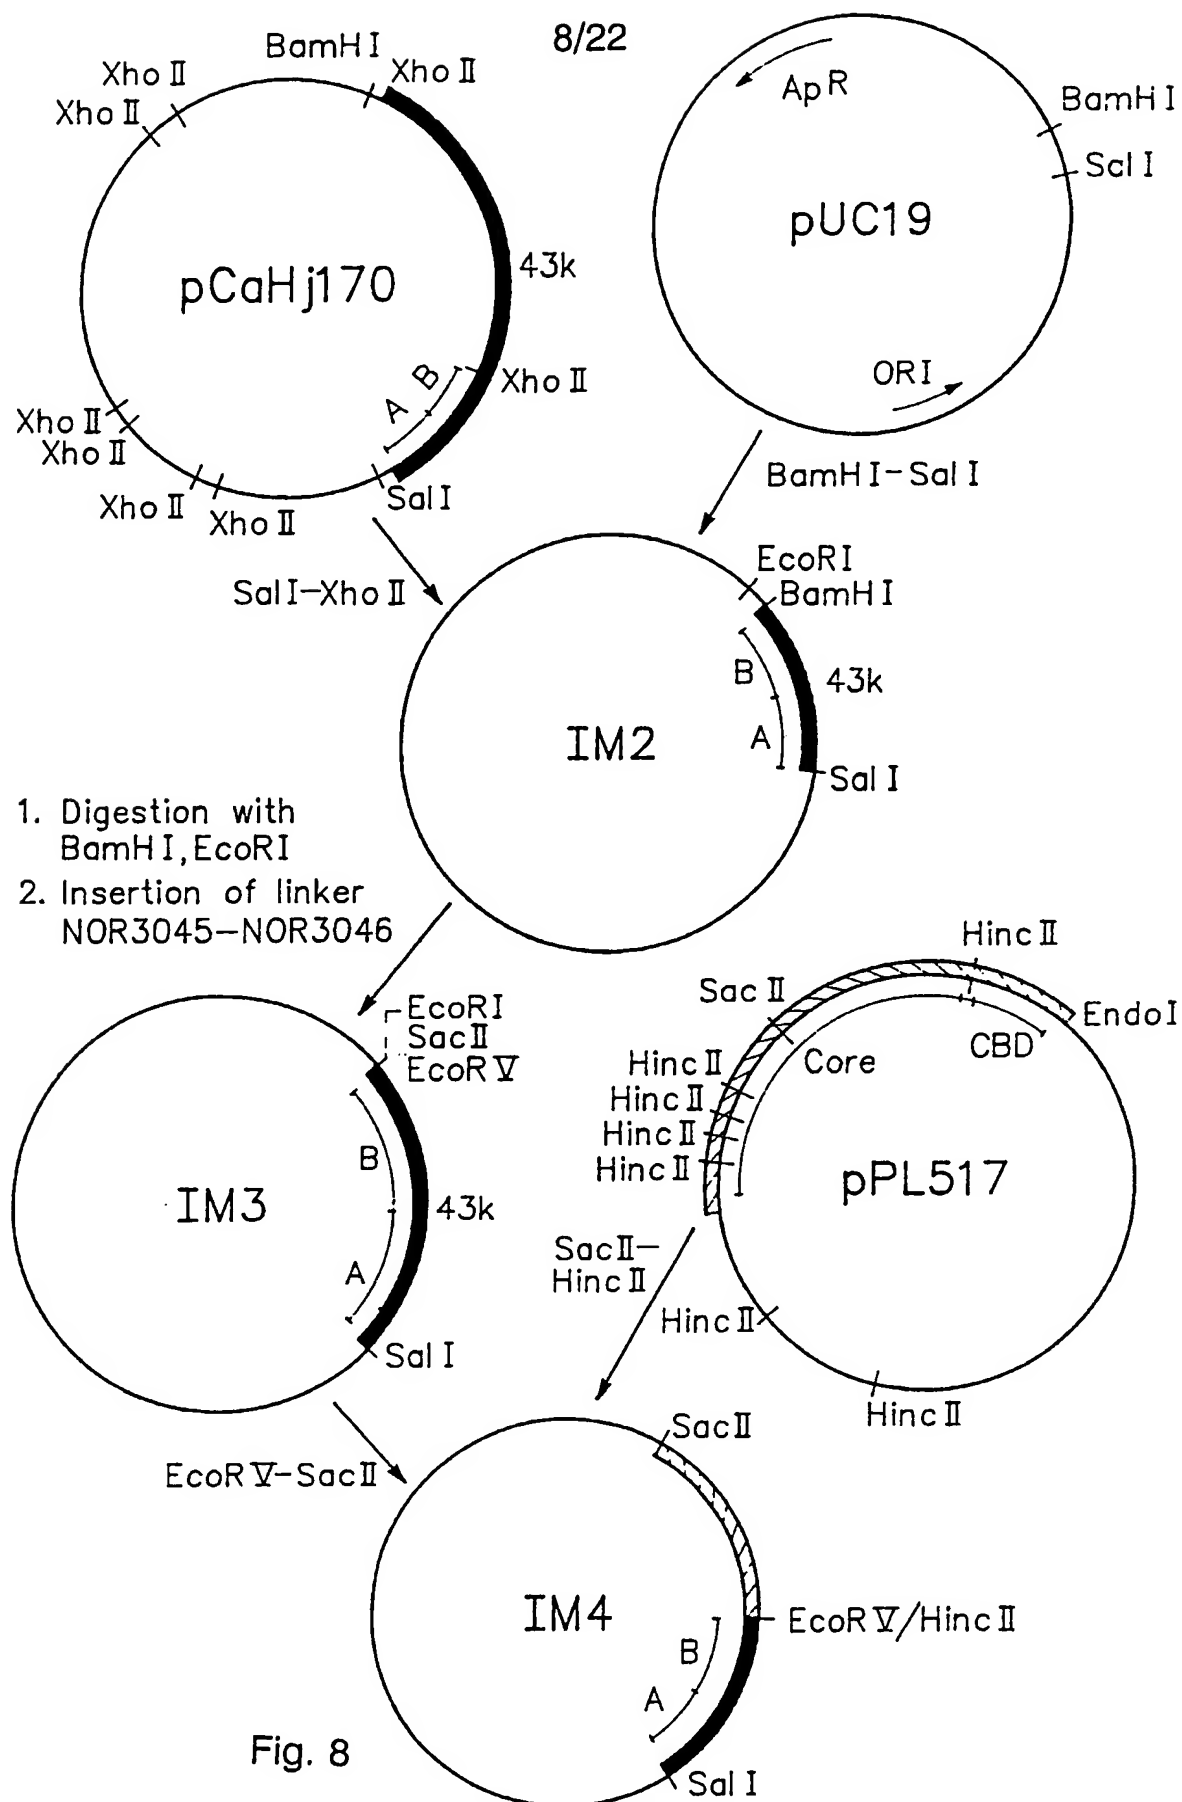 8/22
BamH I
Xho II
Xho II
Xho II
pCaHj170
43k
A
B
Xho II
Xho II
Xho II
Xho II
Xho II
Sal I
ApR
BamH I
Sal I
pUC19
ORI
BamH I-Sal I
Sal I-Xho II
EcoRI
BamH I
B
43k
A
IM2
Sal I
1. Digestion with
BamH I, EcoRI
2. Insertion of linker
NOR3045-NOR3046
EcoRI
SacII
EcoR V
B
IM3
43k
A
Sal I
Hinc II
Sac II
Endo I
CBD
Core
Hinc II
Hinc II
Hinc II
Hinc II
pPL517
SacII-
Hinc II
Hinc II
Hinc II
EcoR V-SacII
SacII
IM4
EcoR V/Hinc II
B
A
Sal I
Fig. 8